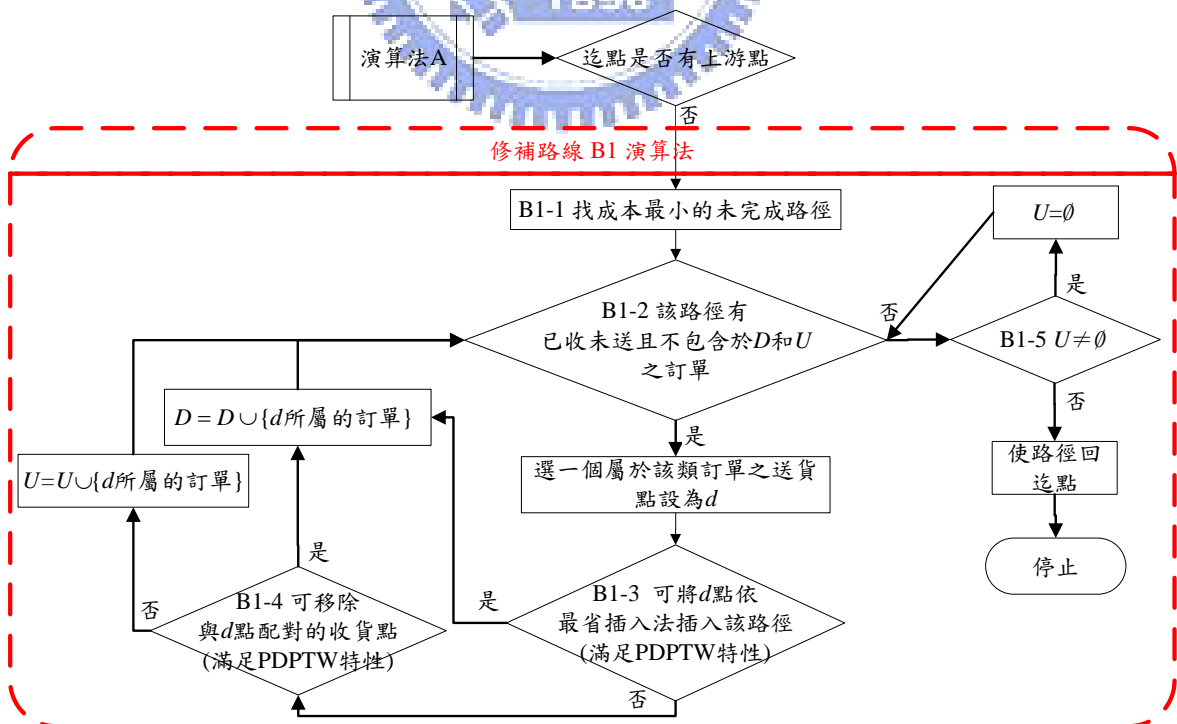 1896
演算法A
迄點是否有上游點
否
修補路線 B1 演算法
B1-1 找成本最小的未完成路徑
U=∅
是
否
B1-2 該路徑有
已收未送且不包含於D和U
之訂單
B1-5 U≠∅
D = D∪{d所屬的訂單}
否
是
U=U∪{d所屬的訂單}
選一個屬於該類訂單之送貨
點設為d
使路徑回
迄點
是
停止
否
B1-4 可移除
與d點配對的收貨點
(滿足PDPTW特性)
是
B1-3 可將d點依
最省插入法插入該路徑
(滿足PDPTW特性)
否